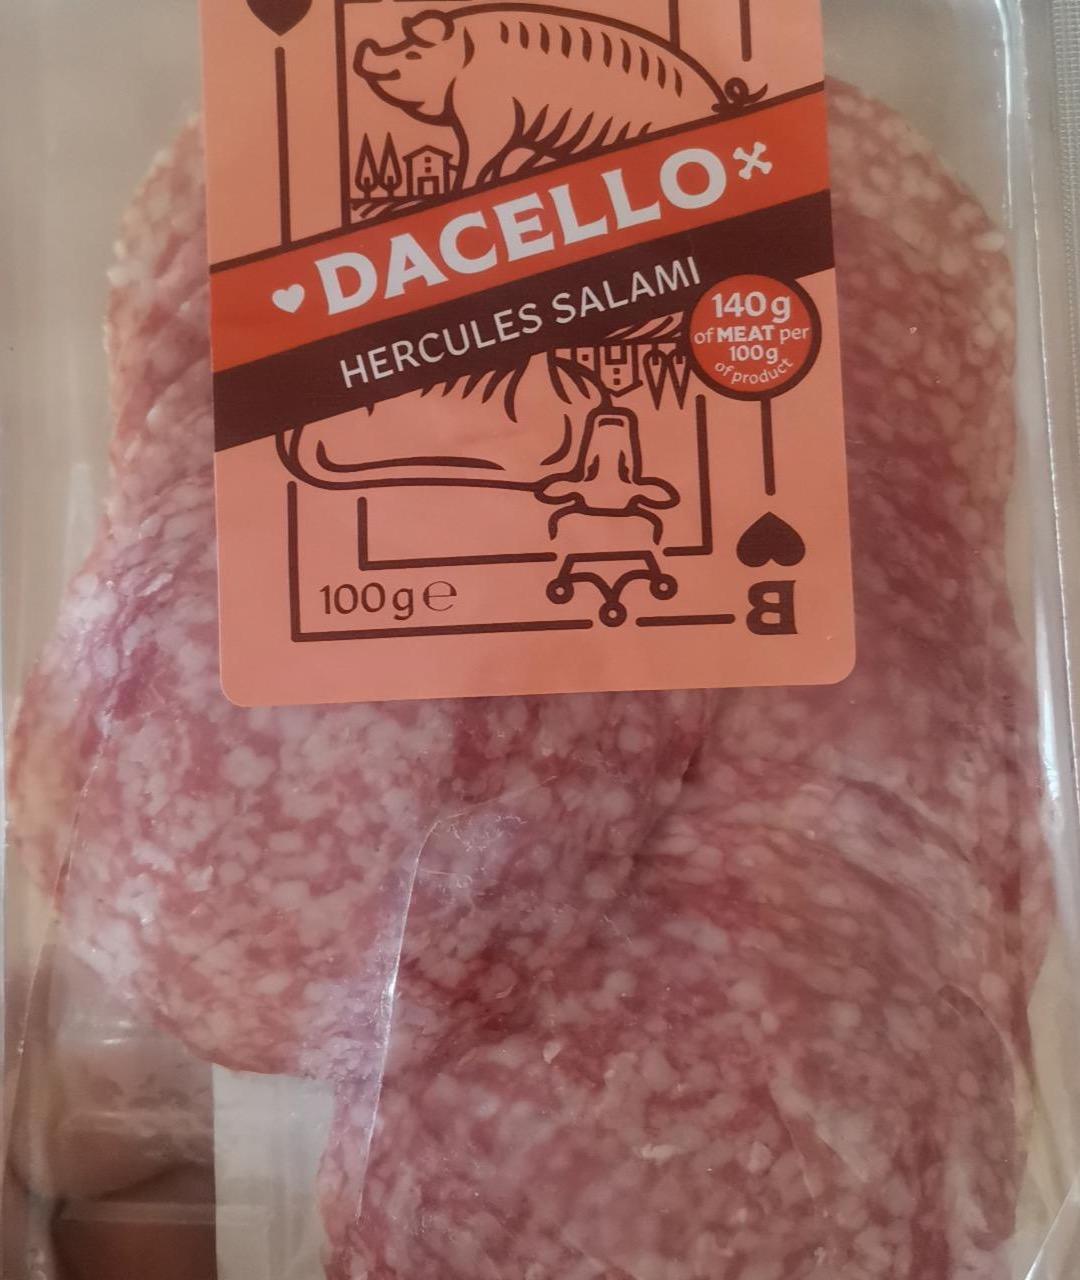 DACELLO
HERCULES SALAMI
140g
of MEAT per
100g
of product
100g℮
B